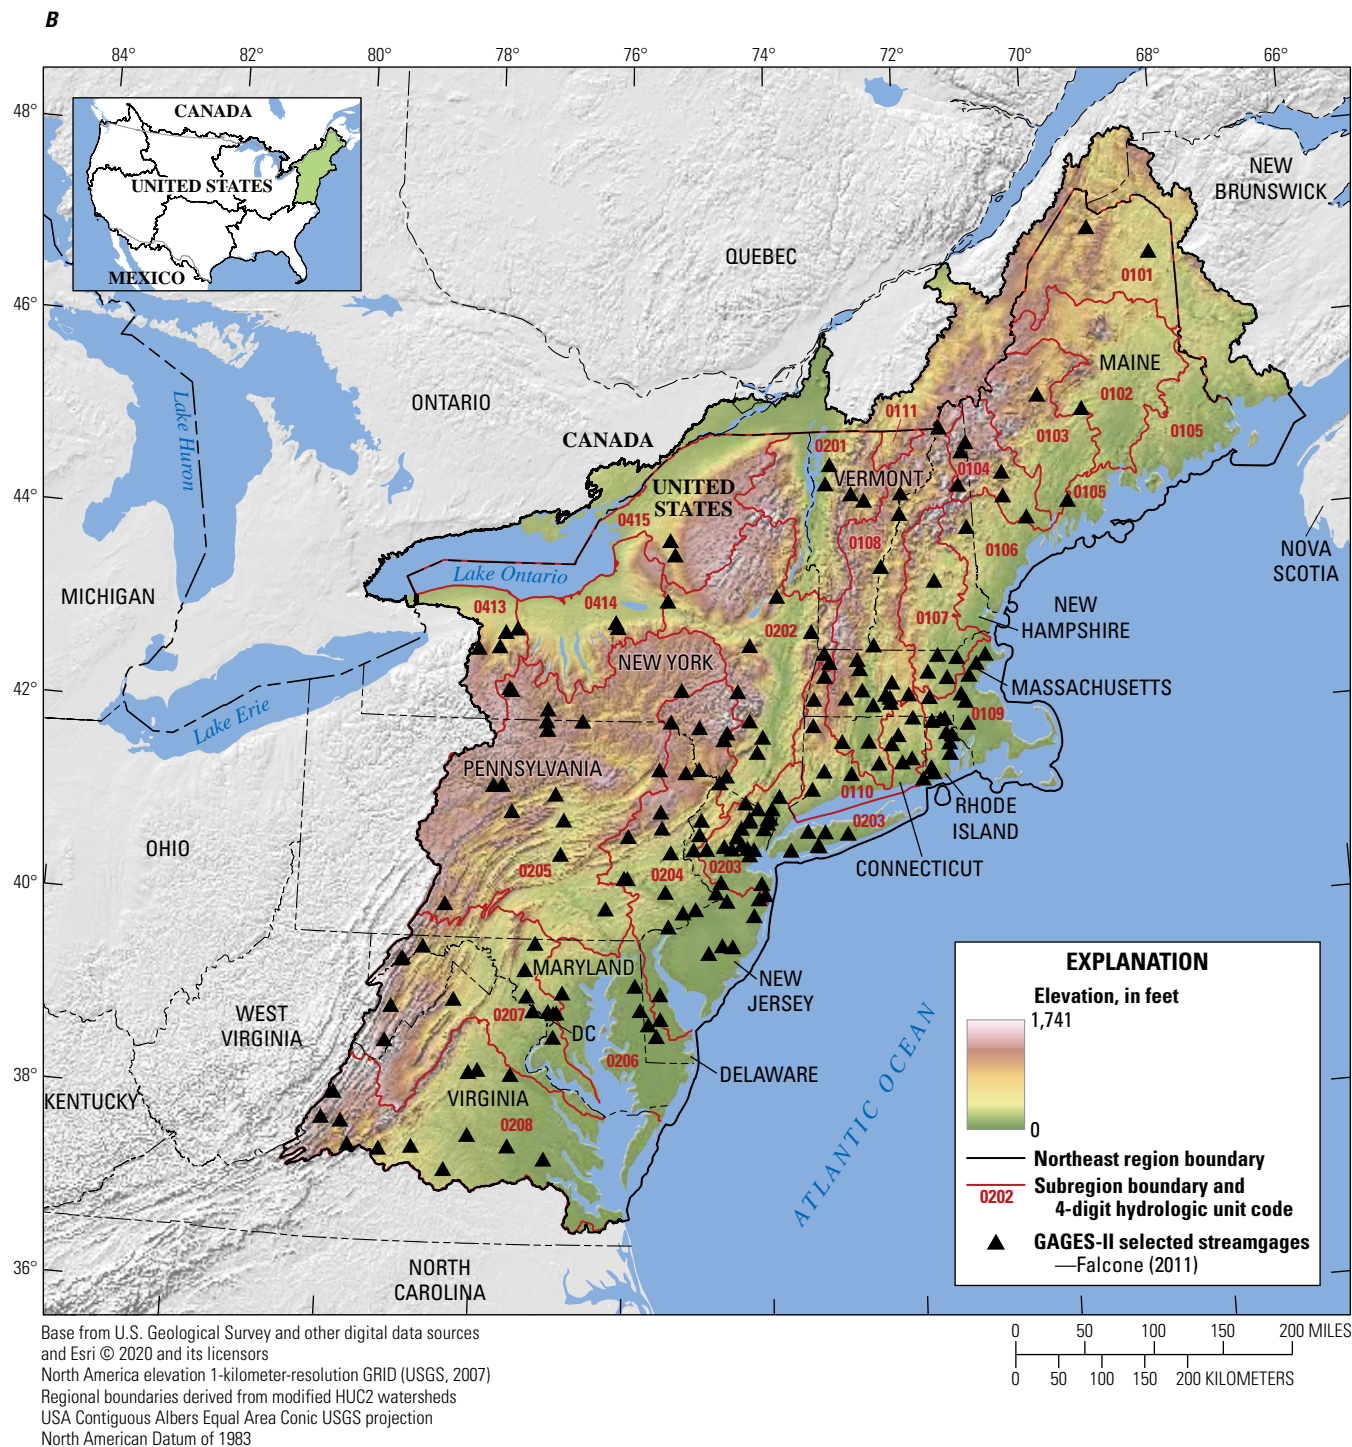 B
84°
82°
80°
78°
76°
74°
72°
70°
68°
66°
48°
46°
44°
42°
40°
38°
36°
CANADA
UNITED STATES
MEXICO
NEW
BRUNSWICK
QUEBEC
0101
MAINE
ONTARIO
Lake Huron
0102
0111
0103
0105
CANADA
0201
VERMONT
0104
UNITED
STATES
0105
0415
0108
0106
NOVA
SCOTIA
Lake Ontario
MICHIGAN
0413
0414
0202
0107
NEW
HAMPSHIRE
NEW YORK
MASSACHUSETTS
Lake Erie
0109
PENNSYLVANIA
0110
RHODE
ISLAND
0203
OHIO
CONNECTICUT
0205
0204
0203
MARYLAND
NEW
JERSEY
WEST
VIRGINIA
0207
DC
0206
DELAWARE
KENTUCKY
VIRGINIA
0208
ATLANTIC OCEAN
NORTH
CAROLINA
EXPLANATION
Elevation, in feet
1,741
0
Northeast region boundary
0202
Subregion boundary and
4-digit hydrologic unit code
GAGES-II selected streamgages
—Falcone (2011)
Base from U.S. Geological Survey and other digital data sources
and Esri © 2020 and its licensors
North America elevation 1-kilometer-resolution GRID (USGS, 2007)
Regional boundaries derived from modified HUC2 watersheds
USA Contiguous Albers Equal Area Conic USGS projection
North American Datum of 1983
0 50 100 150 200 MILES
0 50 100 150 200 KILOMETERS